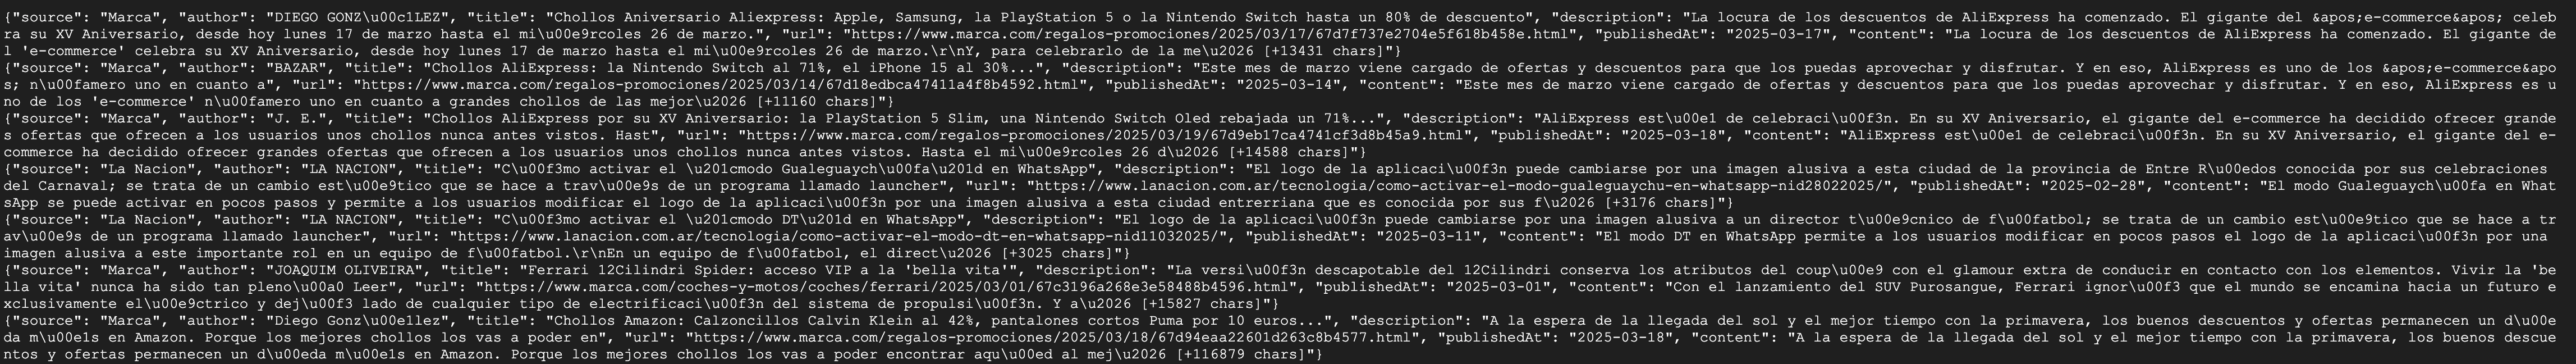 {"source": "Marca", "author": "DIEGO GONZ\u00c1LEZ", "title": "Chollos Aniversario Aliexpress: Apple, Samsung, la PlayStation 5 o la Nintendo Switch hasta un 80% de descuento", "description": "La locura de los descuentos de AliExpress ha comenzado. El gigante del &apos;e-commerce&apos; celeb
ra su XV Aniversario, desde hoy lunes 17 de marzo hasta el mi\u00e9rcoles 26 de marzo.", "url": "https://www.marca.com/regalos-promociones/2025/03/17/67d7f737e2704e5f618b458e.html", "publishedAt": "2025-03-17", "content": "La locura de los descuentos de AliExpress ha comenzado. El gigante de
l 'e-commerce' celebra su XV Aniversario, desde hoy lunes 17 de marzo hasta el mi\u00e9rcoles 26 de marzo.\r\nY, para celebrarlo de la me\u2026 [+13431 chars]"}
{"source": "Marca", "author": "BAZAR", "title": "Chollos AliExpress: la Nintendo Switch al 71%, el iPhone 15 al 30%...", "description": "Este mes de marzo viene cargado de ofertas y descuentos para que los puedas aprovechar y disfrutar. Y en eso, AliExpress es uno de los &apos;e-commerce&apo
s; n\u00famero uno en cuanto a", "url": "https://www.marca.com/regalos-promociones/2025/03/14/67d18edbca47411a4f8b4592.html", "publishedAt": "2025-03-14", "content": "Este mes de marzo viene cargado de ofertas y descuentos para que los puedas aprovechar y disfrutar. Y en eso, AliExpress es u
no de los 'e-commerce' n\u00famero uno en cuanto a grandes chollos de las mejor\u2026 [+11160 chars]"}
{"source": "Marca", "author": "J. E.", "title": "Chollos AliExpress por su XV Aniversario: la PlayStation 5 Slim, una Nintendo Switch Oled rebajada un 71%...", "description": "AliExpress est\u00e1 de celebraci\u00f3n. En su XV Aniversario, el gigante del e-commerce ha decidido ofrecer grande
s ofertas que ofrecen a los usuarios unos chollos nunca antes vistos. Hast", "url": "https://www.marca.com/regalos-promociones/2025/03/19/67d9eb17ca4741cf3d8b45a9.html", "publishedAt": "2025-03-18", "content": "AliExpress est\u00e1 de celebraci\u00f3n. En su XV Aniversario, el gigante del e-
commerce ha decidido ofrecer grandes ofertas que ofrecen a los usuarios unos chollos nunca antes vistos. Hasta el mi\u00e9rcoles 26 d\u2026 [+14588 chars]"}
{"source": "La Nacion", "author": "LA NACION", "title": "C\u00f3mo activar el \u201cmodo Gualeguaych\u00fa\u201d en WhatsApp", "description": "El logo de la aplicaci\u00f3n puede cambiarse por una imagen alusiva a esta ciudad de la provincia de Entre R\u00edos conocida por sus celebraciones
del Carnaval; se trata de un cambio est\u00e9tico que se hace a trav\u00e9s de un programa llamado launcher", "url": "https://www.lanacion.com.ar/tecnologia/como-activar-el-modo-gualeguaychu-en-whatsapp-nid28022025/", "publishedAt": "2025-02-28", "content": "El modo Gualeguaych\u00fa en What
sApp se puede activar en pocos pasos y permite a los usuarios modificar el logo de la aplicaci\u00f3n por una imagen alusiva a esta ciudad entrerriana que es conocida por sus f\u2026 [+3176 chars]"}
{"source": "La Nacion", "author": "LA NACION", "title": "C\u00f3mo activar el \u201cmodo DT\u201d en WhatsApp", "description": "El logo de la aplicaci\u00f3n puede cambiarse por una imagen alusiva a un director t\u00e9cnico de f\u00fatbol; se trata de un cambio est\u00e9tico que se hace a tr
av\u00e9s de un programa llamado launcher", "url": "https://www.lanacion.com.ar/tecnologia/como-activar-el-modo-dt-en-whatsapp-nid11032025/", "publishedAt": "2025-03-11", "content": "El modo DT en WhatsApp permite a los usuarios modificar en pocos pasos el logo de la aplicaci\u00f3n por una
imagen alusiva a este importante rol en un equipo de f\u00fatbol.\r\nEn un equipo de f\u00fatbol, el direct\u2026 [+3025 chars]"}
{"source": "Marca", "author": "JOAQUIM OLIVEIRA", "title": "Ferrari 12Cilindri Spider: acceso VIP a la 'bella vita'", "description": "La versi\u00f3n descapotable del 12Cilindri conserva los atributos del coup\u00e9 con el glamour extra de conducir en contacto con los elementos. Vivir la 'be
lla vita' nunca ha sido tan pleno\u00a0 Leer", "url": "https://www.marca.com/coches-y-motos/coches/ferrari/2025/03/01/67c3196a268e3e58488b4596.html", "publishedAt": "2025-03-01", "content": "Con el lanzamiento del SUV Purosangue, Ferrari ignor\u00f3 que el mundo se encamina hacia un futuro e
xclusivamente el\u00e9ctrico y dej\u00f3 lado de cualquier tipo de electrificaci\u00f3n del sistema de propulsi\u00f3n. Y a\u2026 [+15827 chars]"}
{"source": "Marca", "author": "Diego Gonz\u00e1lez", "title": "Chollos Amazon: Calzoncillos Calvin Klein al 42%, pantalones cortos Puma por 10 euros...", "description": "A la espera de la llegada del sol y el mejor tiempo con la primavera, los buenos descuentos y ofertas permanecen un d\u00e
da m\u00e1s en Amazon. Porque los mejores chollos los vas a poder en", "url": "https://www.marca.com/regalos-promociones/2025/03/18/67d94eaa22601d263c8b4577.html", "publishedAt": "2025-03-18", "content": "A la espera de la llegada del sol y el mejor tiempo con la primavera, los buenos descue
ntos y ofertas permanecen un d\u00eda m\u00e1s en Amazon. Porque los mejores chollos los vas a poder encontrar aqu\u00ed al mej\u2026 [+116879 chars]"}